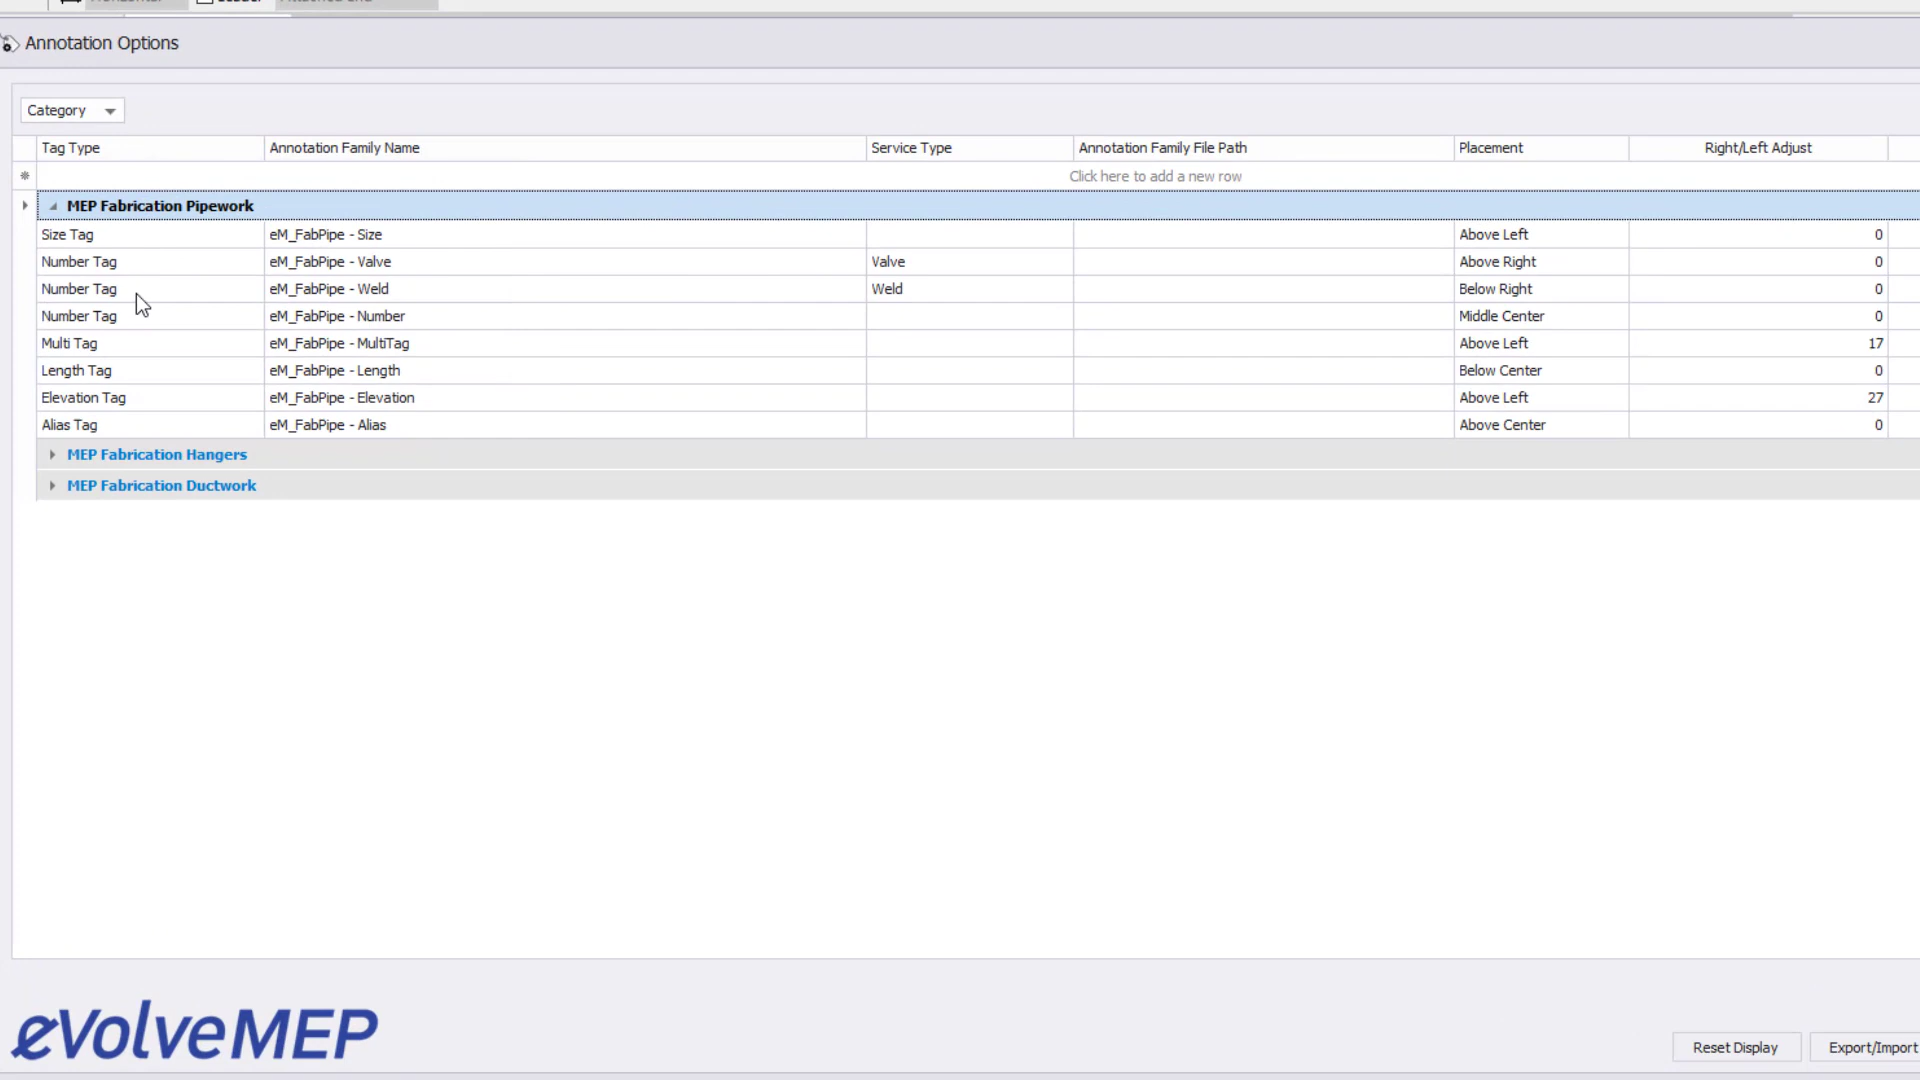 Annotation Options
Category
Tag Type Annotation Family Name Service Type Annotation Family File Path Placement Right/Left Adjust
Click here to add a new row
MEP Fabrication Pipework
Size Tag eM_FabPipe - Size Above Left 0
Number Tag eM_FabPipe - Valve Valve Above Right 0
Number Tag eM_FabPipe - Weld Weld Below Right 0
Number Tag eM_FabPipe - Number Middle Center 0
Multi Tag eM_FabPipe - MultiTag Above Left 17
Length Tag eM_FabPipe - Length Below Center 0
Elevation Tag eM_FabPipe - Elevation Above Left 27
Alias Tag eM_FabPipe - Alias Above Center 0
MEP Fabrication Hangers
MEP Fabrication Ductwork
eVolveMEP
Reset Display Export/Import